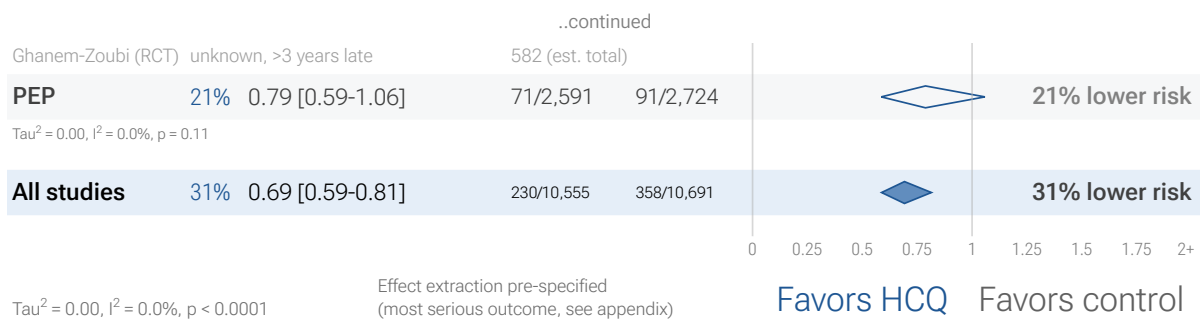 ..continued
Ghanem-Zoubi (RCT) unknown, >3 years late 582 (est. total)
PEP 21% 0.79 [0.59-1.06] 71/2,591 91/2,724 21% lower risk
Tau² = 0.00, I² = 0.0%, p = 0.11
All studies 31% 0.69 [0.59-0.81] 230/10,555 358/10,691 31% lower risk
0 0.25 0.5 0.75 1 1.25 1.5 1.75 2+
Effect extraction pre-specified
Tau² = 0.00, I² = 0.0%, p < 0.0001 (most serious outcome, see appendix) Favors HCQ Favors control